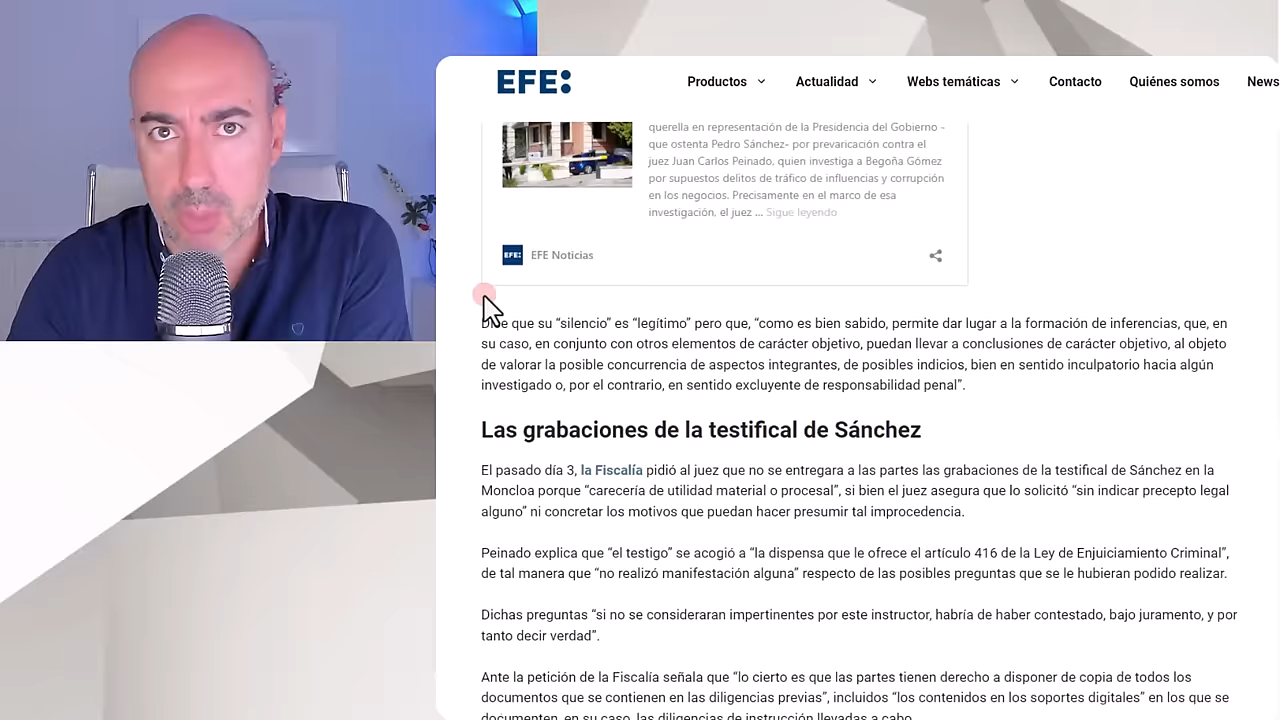 EFE:
Productos Actualidad Webs temáticas Contacto Quiénes somos News
querella en representación de la Presidencia del Gobierno -
que ostenta Pedro Sánchez- por prevaricación contra el
juez Juan Carlos Peinado, quien investiga a Begoña Gómez
por supuestos delitos de tráfico de influencias y corrupción
en los negocios. Precisamente en el marco de esa
investigación, el juez ... Sigue leyendo
EFE: EFE Noticias
que su “silencio” es “legítimo” pero que, “como es bien sabido, permite dar lugar a la formación de inferencias, que, en
su caso, en conjunto con otros elementos de carácter objetivo, puedan llevar a conclusiones de carácter objetivo, al objeto
de valorar la posible concurrencia de aspectos integrantes, de posibles indicios, bien en sentido inculpatorio hacia algún
investigado o, por el contrario, en sentido excluyente de responsabilidad penal”.
Las grabaciones de la testifical de Sánchez
El pasado día 3, la Fiscalía pidió al juez que no se entregara a las partes las grabaciones de la testifical de Sánchez en la
Moncloa porque “carecería de utilidad material o procesal”, si bien el juez asegura que lo solicitó “sin indicar precepto legal
alguno” ni concretar los motivos que puedan hacer presumir tal improcedencia.
Peinado explica que “el testigo” se acogió a “la dispensa que le ofrece el artículo 416 de la Ley de Enjuiciamiento Criminal”,
de tal manera que “no realizó manifestación alguna” respecto de las posibles preguntas que se le hubieran podido realizar.
Dichas preguntas “si no se consideraran impertinentes por este instructor, habría de haber contestado, bajo juramento, y por
tanto decir verdad”.
Ante la petición de la Fiscalía señala que “lo cierto es que las partes tienen derecho a disponer de copia de todos los
documentos que se contienen en las diligencias previas”, incluidos “los contenidos en los soportes digitales” en los que se
documenten, en su caso, las diligencias de instrucción llevadas a cabo